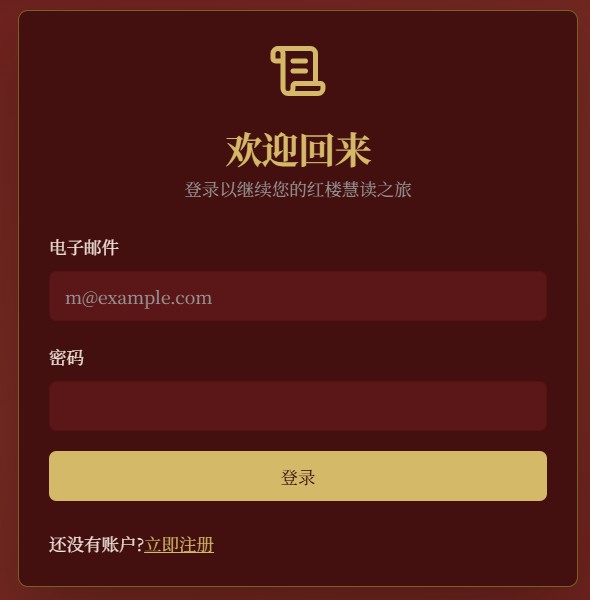 欢迎回来
登录以继续您的红楼慧读之旅
电子邮件
m@example.com
密码
登录
还没有账户?立即注册